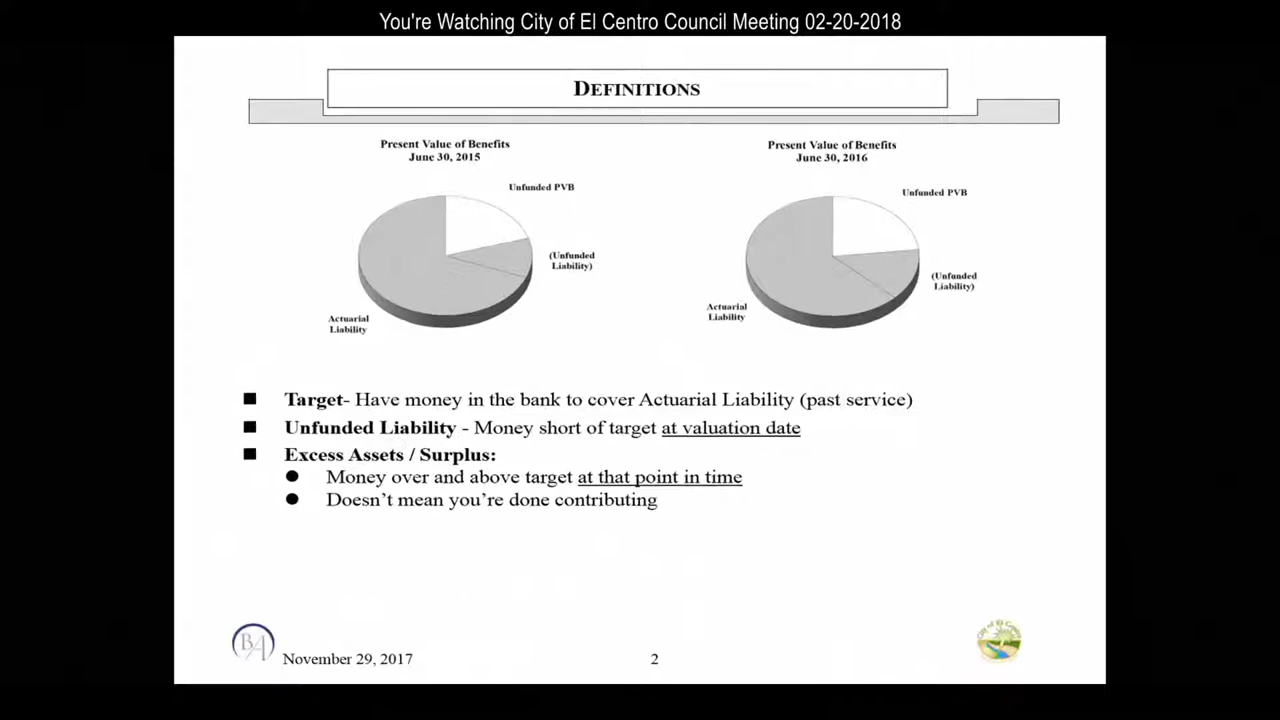 You're Watching City of El Centro Council Meeting 02-20-2018
DEFINITIONS
Present Value of Benefits
June 30, 2015
Unfunded PVB
(Unfunded
Liability)
Actuarial
Liability
Present Value of Benefits
June 30, 2016
Unfunded PVB
(Unfunded
Liability)
Actuarial
Liability
■ Target- Have money in the bank to cover Actuarial Liability (past service)
■ Unfunded Liability - Money short of target at valuation date
■ Excess Assets / Surplus:
● Money over and above target at that point in time
● Doesn't mean you're done contributing
BA
November 29, 2017
2
City of El Centro